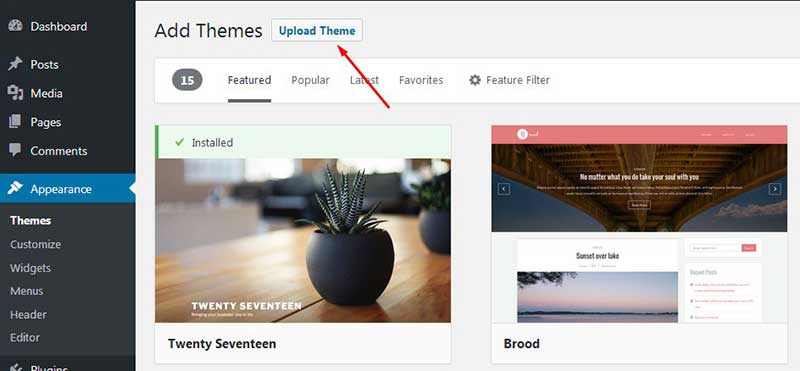 Dashboard
Posts
Media
Pages
Comments
Appearance
Themes
Customize
Widgets
Menus
Header
Editor
Plugins
Add Themes Upload Theme
15 Featured Popular Latest Favorites Feature Filter
Installed
TWENTY SEVENTEEN
Bringing your business site to life
Twenty Seventeen
No matter what you do take your soul with you
Sunset over lake
Recent Posts
Brood